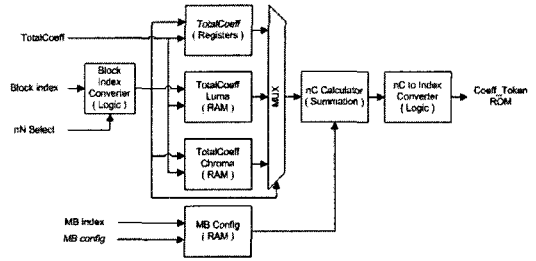 TotalCoeff
Block index
nN Select
MB index
MB config
Block
Index
Converter
( Logic )
TotalCoeff
( Registers )
TotalCoeff
Luma
( RAM )
TotalCoeff
Chroma
( RAM )
MB Config
( RAM )
MUX
nC Calculator
( Summation )
nC to Index
Converter
( Logic )
Coeff_Token
ROM